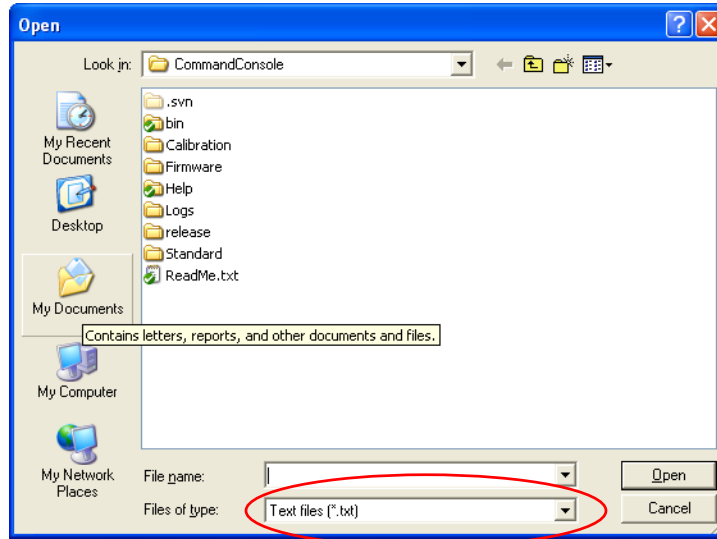 Open
Look in:
CommandConsole
My Recent
Documents
Desktop
My Documents
My Computer
My Network
Places
.svn
bin
Calibration
Firmware
Help
Logs
release
Standard
ReadMe.txt
Contains letters, reports, and other documents and files.
File name:
Open
Files of type:
Text files (*.txt)
Cancel